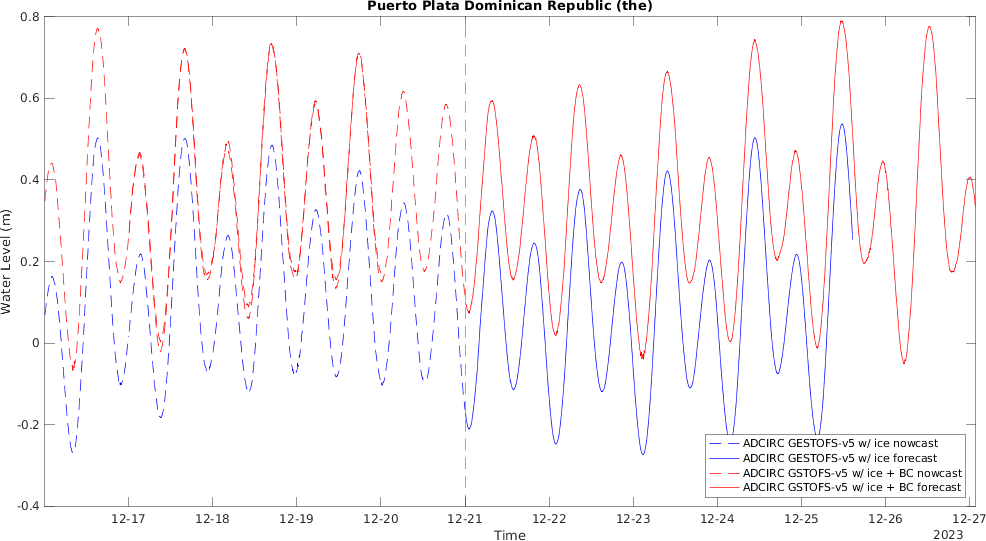 Puerto Plata Dominican Republic (the)
Water Level (m)
0.8
0.6
0.4
0.2
0
-0.2
-0.4
ADCIRC GESTOFS-v5 w/ ice nowcast
ADCIRC GESTOFS-v5 w/ ice forecast
ADCIRC GSTOFS-v5 w/ ice + BC nowcast
ADCIRC GSTOFS-v5 w/ ice + BC forecast
12-17 12-18 12-19 12-20 12-21 12-22 12-23 12-24 12-25 12-26 12-27
Time
2023